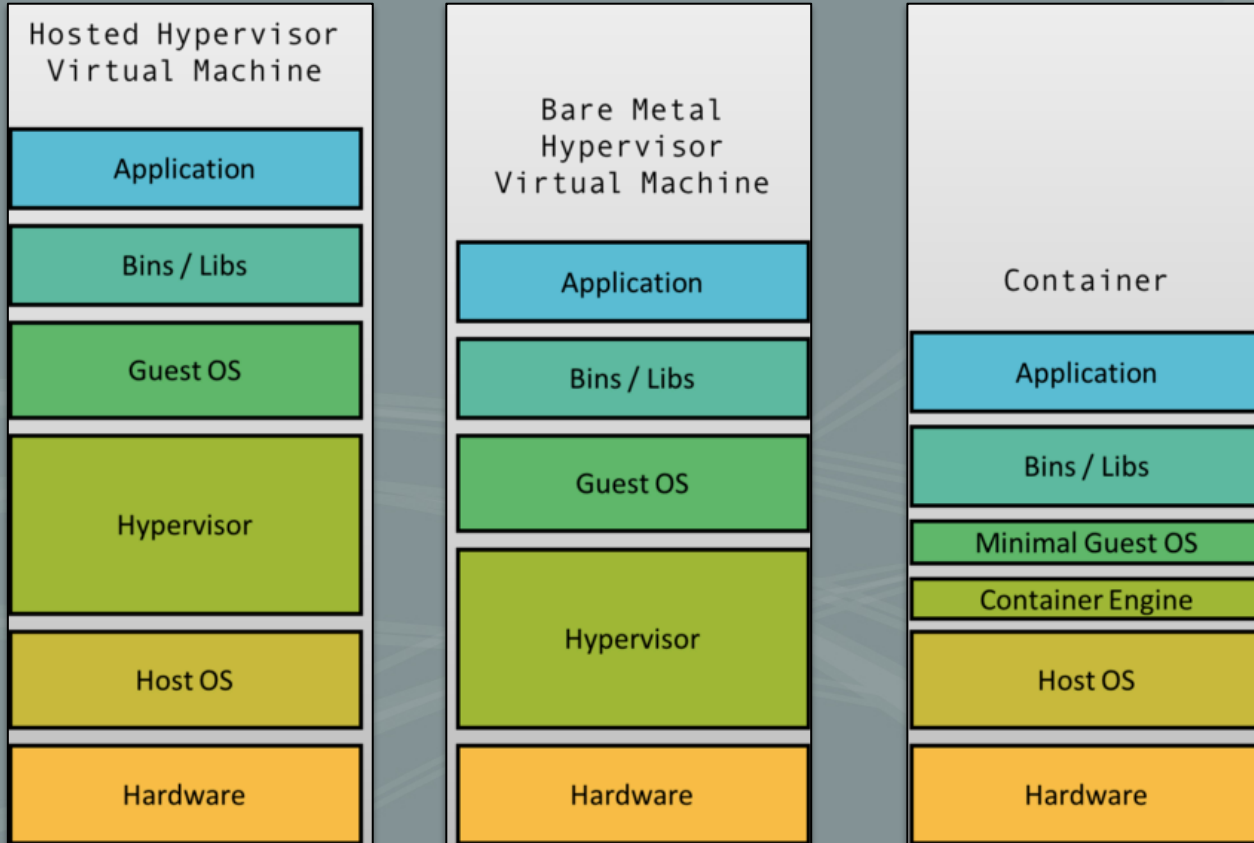 Hosted Hypervisor
Virtual Machine
Application
Bins / Libs
Guest OS
Hypervisor
Host OS
Hardware
Bare Metal
Hypervisor
Virtual Machine
Application
Bins / Libs
Guest OS
Hypervisor
Hardware
Container
Application
Bins / Libs
Minimal Guest OS
Container Engine
Host OS
Hardware